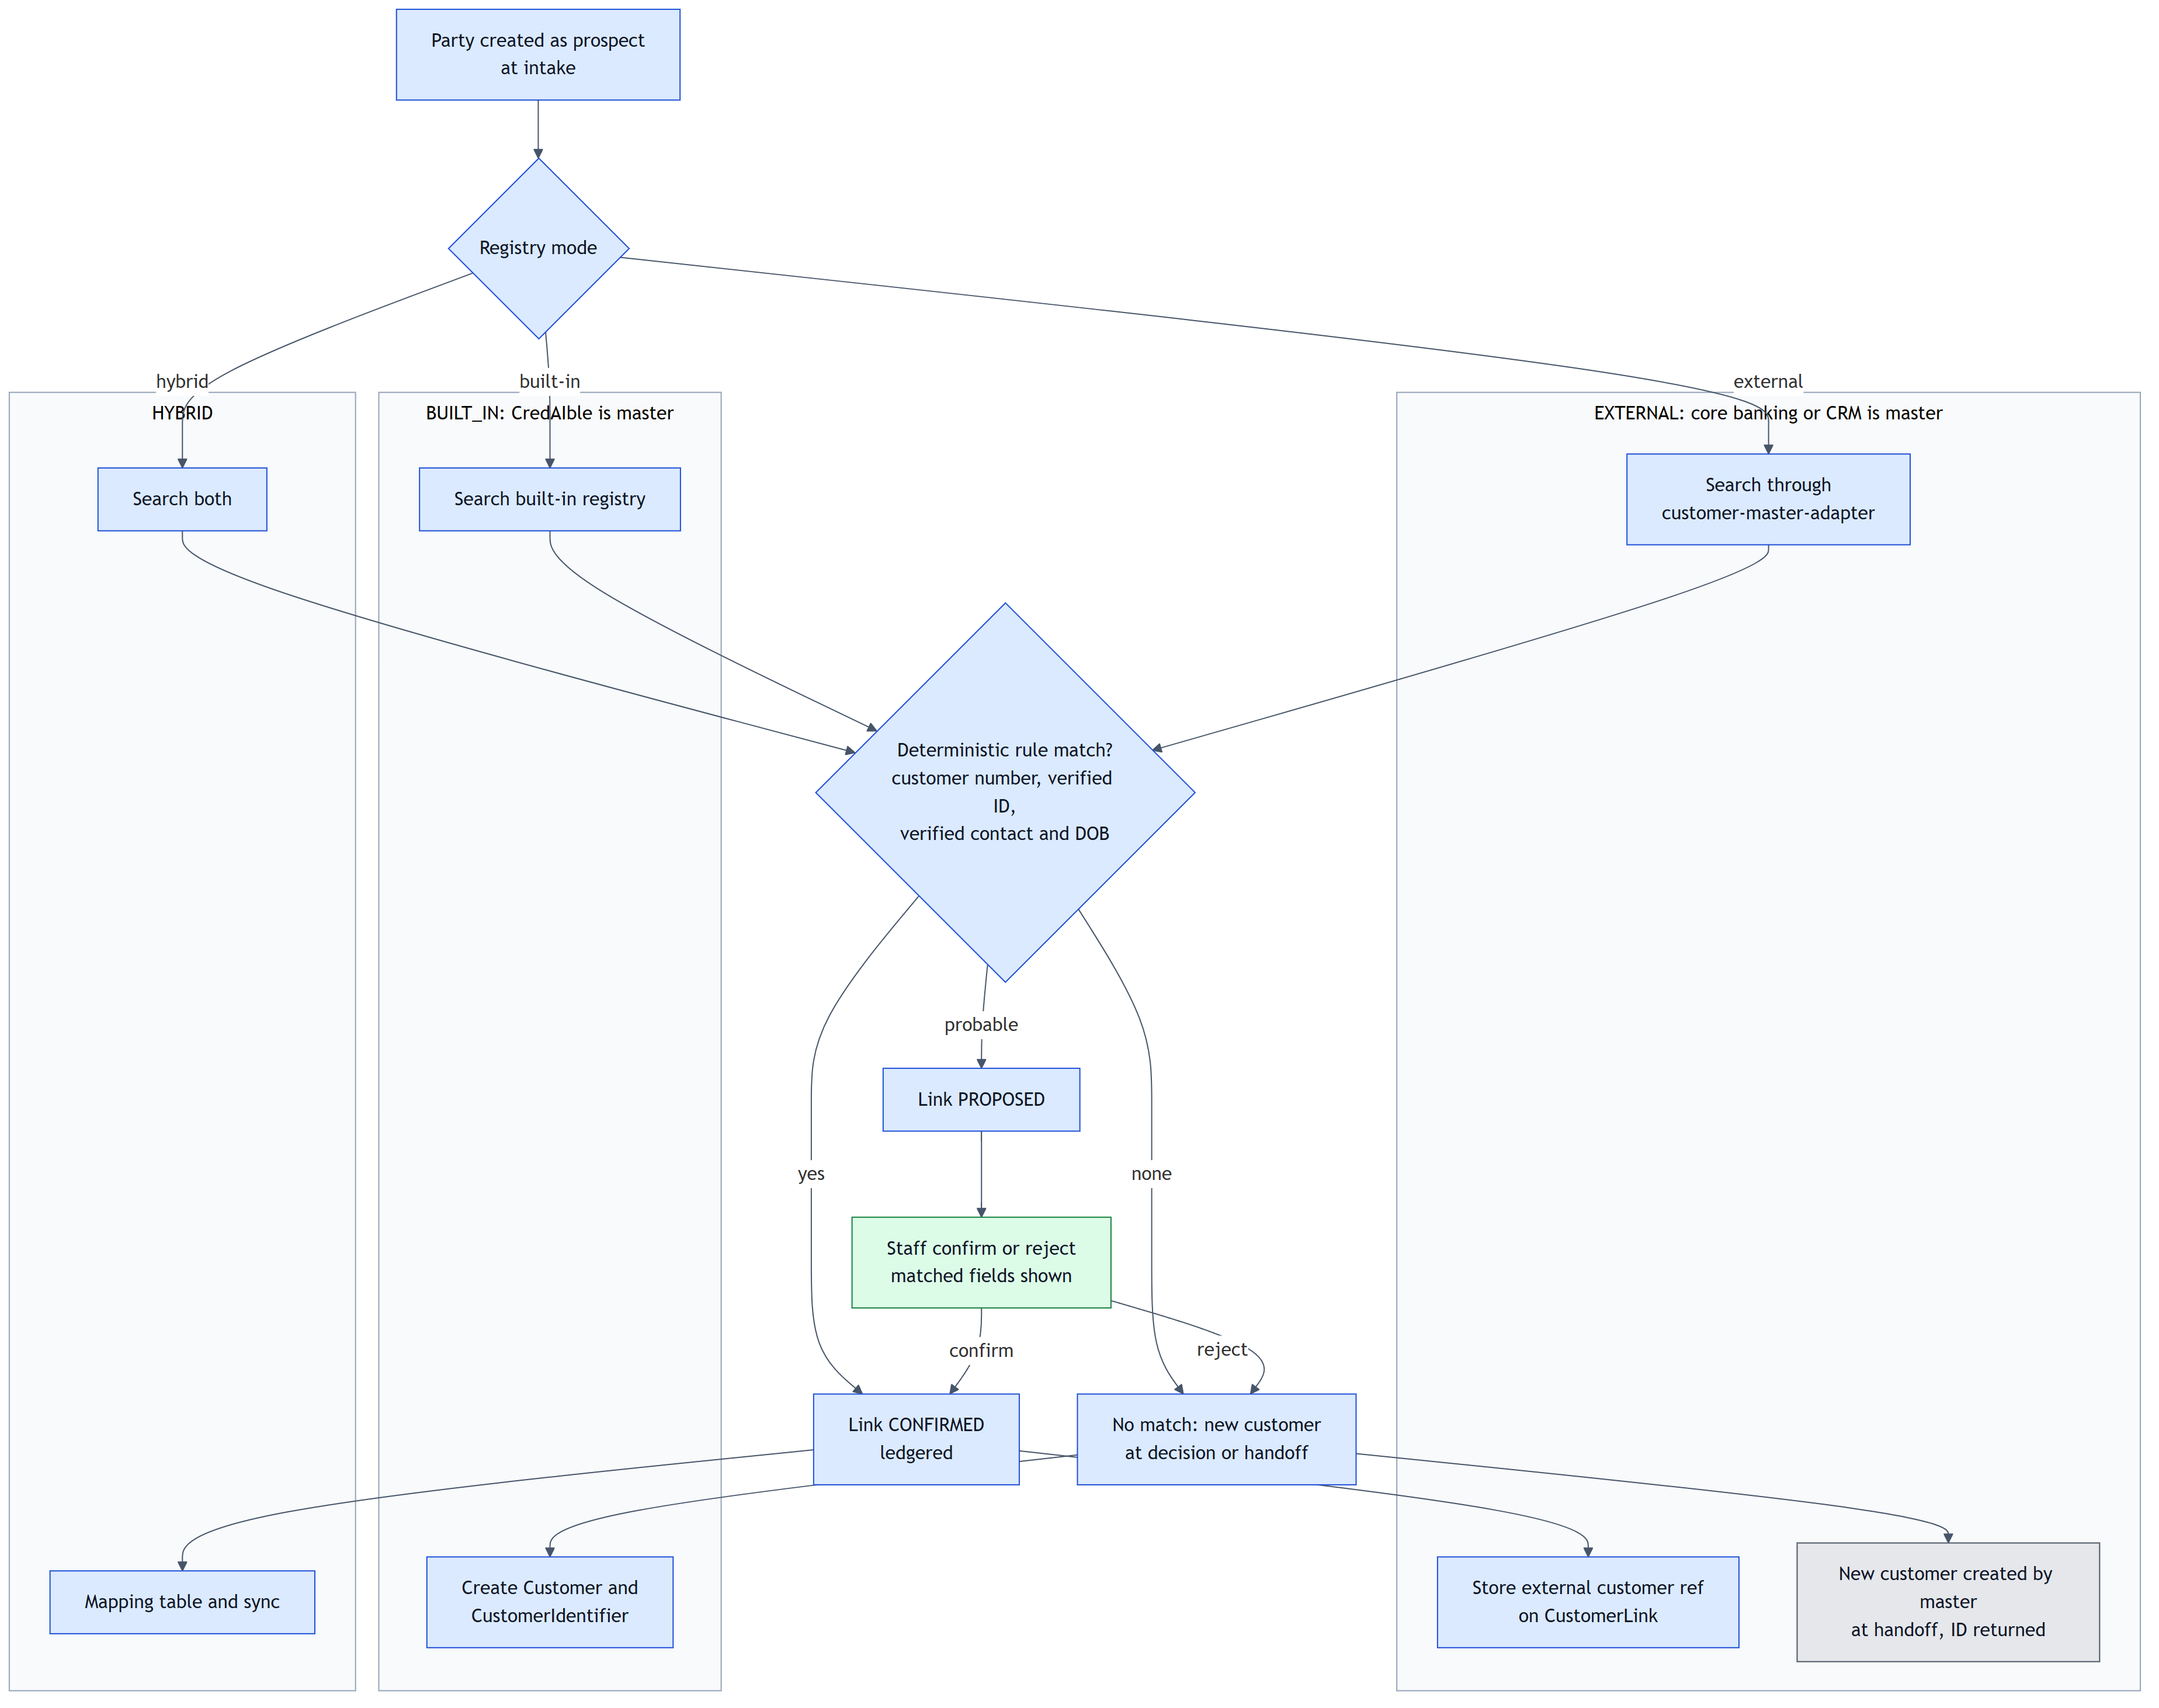 Party created as prospect
at intake
Registry mode
hybrid
built-in
external
HYBRID
BUILT_IN: CredAIble is master
EXTERNAL: core banking or CRM is master
Search both
Search built-in registry
Search through
customer-master-adapter
Deterministic rule match?
customer number, verified
ID,
verified contact and DOB
probable
Link PROPOSED
yes
none
Staff confirm or reject
matched fields shown
confirm
reject
Link CONFIRMED
ledgered
No match: new customer
at decision or handoff
Mapping table and sync
Create Customer and
CustomerIdentifier
Store external customer ref
on CustomerLink
New customer created by
master
at handoff, ID returned